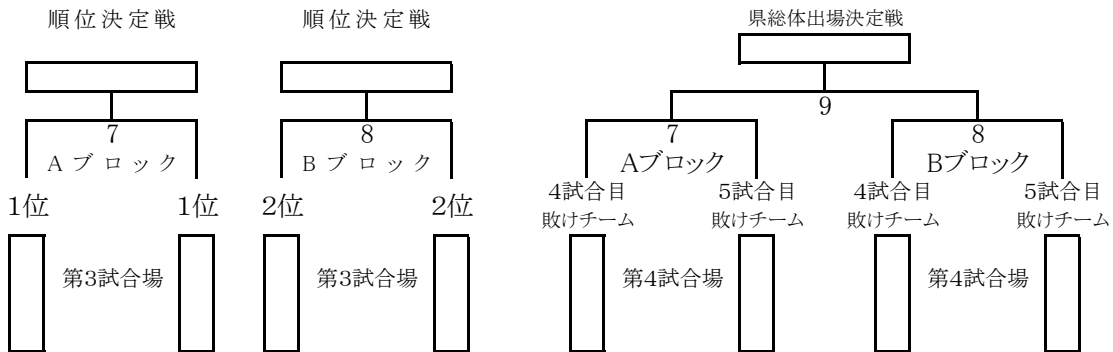 順位決定戦 順位決定戦 県総体出場決定戦
9
7 8 7 8
Aブロック Bブロック Aブロック Bブロック
1位 1位 2位 2位 4試合目 5試合目 4試合目 5試合目
敗けチーム 敗けチーム 敗けチーム 敗けチーム
第3試合場 第3試合場 第4試合場 第4試合場